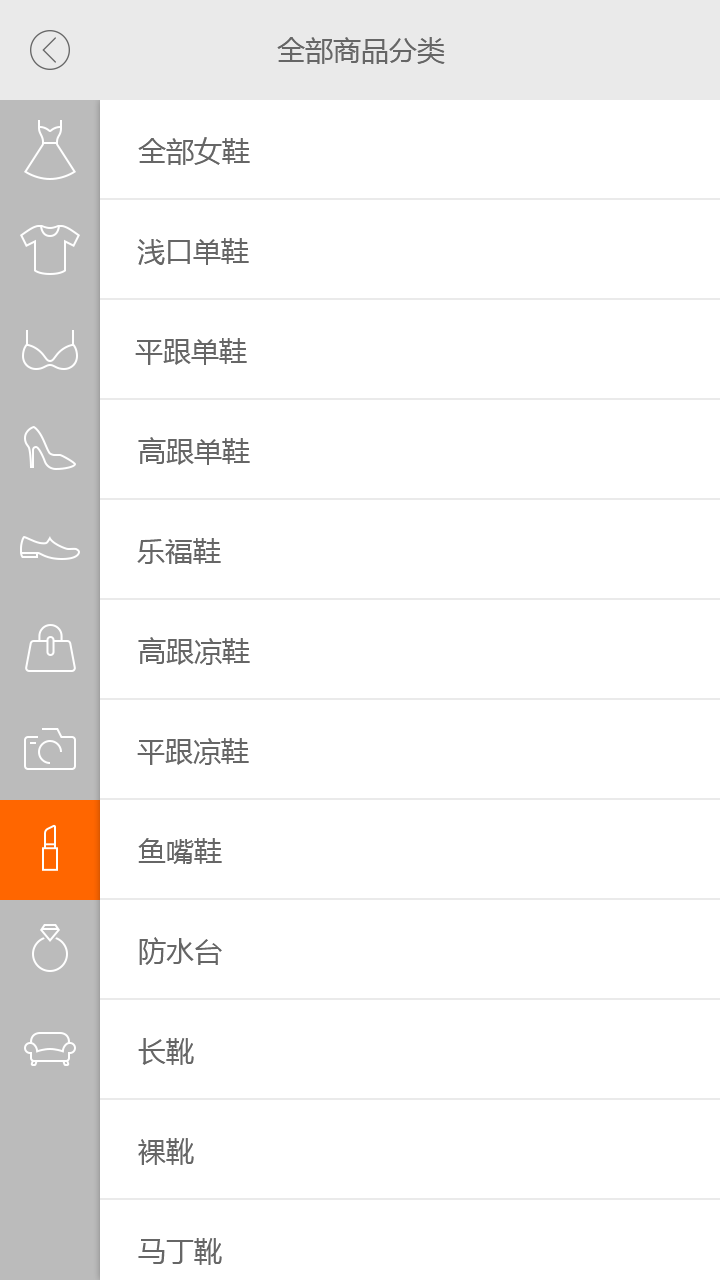 全部商品分类
全部女鞋
浅口单鞋
平跟单鞋
高跟单鞋
乐福鞋
高跟凉鞋
平跟凉鞋
鱼嘴鞋
防水台
长靴
裸靴
马丁靴